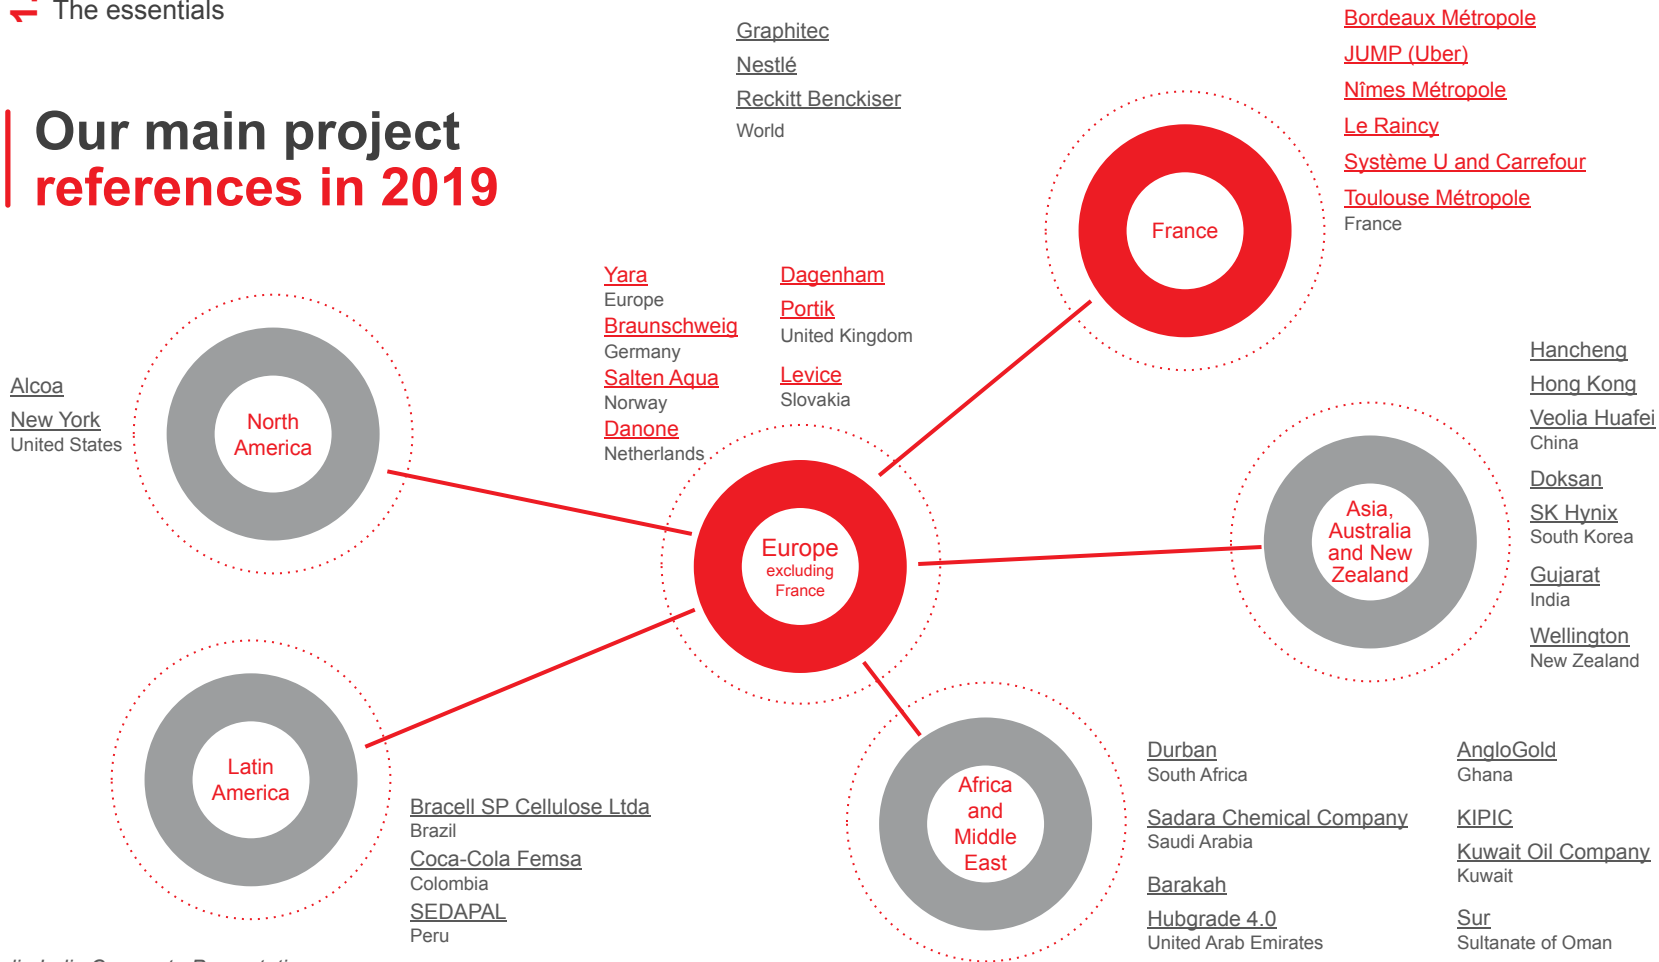 The essentials
Our main project
references in 2019
Graphitec
Nestlé
Reckitt Benckiser
World
Bordeaux Métropole
JUMP (Uber)
Nîmes Métropole
Le Raincy
Système U and Carrefour
Toulouse Métropole
France
France
Yara
Europe
Braunschweig
Germany
Salten Aqua
Norway
Danone
Netherlands
Dagenham
Portik
United Kingdom
Levice
Slovakia
Alcoa
New York
United States
North
America
Europe
excluding
France
Asia,
Australia
and New
Zealand
Hancheng
Hong Kong
Veolia Huafei
China
Doksan
SK Hynix
South Korea
Gujarat
India
Wellington
New Zealand
Latin
America
Bracell SP Cellulose Ltda
Brazil
Coca-Cola Femsa
Colombia
SEDAPAL
Peru
Africa
and
Middle
East
Durban
South Africa
Sadara Chemical Company
Saudi Arabia
Barakah
Hubgrade 4.0
United Arab Emirates
AngloGold
Ghana
KIPIC
Kuwait Oil Company
Kuwait
Sur
Sultanate of Oman